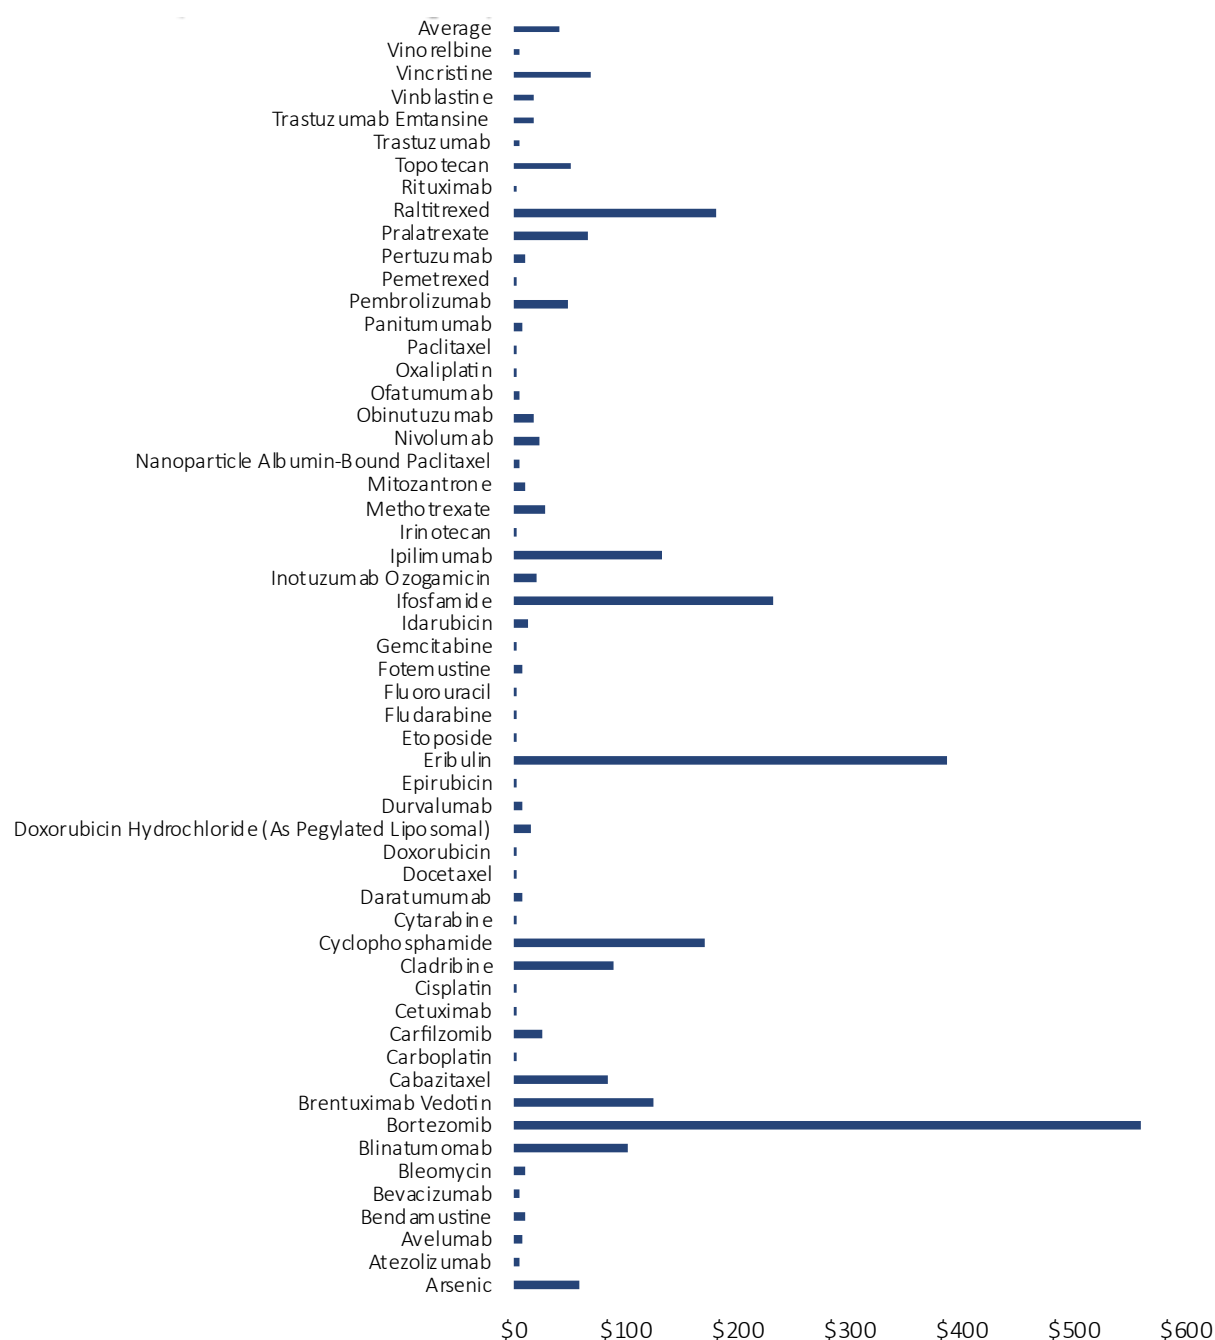 Average
Vinorelbine
Vincristine
Vinblastine
Trastuzumab Emtansine
Trastuzumab
Topotecan
Rituximab
Raltitrexed
Pralatrexate
Pertuzumab
Pemetrexed
Pembrolizumab
Panitumumab
Paclitaxel
Oxaliplatin
Ofatumumab
Obinutuzumab
Nivolumab
Nanoparticle Albumin-Bound Paclitaxel
Mitozantrone
Methotrexate
Irinotecan
Ipilimumab
Inotuzumab Ozogamicin
Ifosfamide
Idarubicin
Gemcitabine
Fotemustine
Fluorouracil
Fludarabine
Etoposide
Eribulin
Epirubicin
Durvalumab
Doxorubicin Hydrochloride (As Pegylated Liposomal)
Doxorubicin
Docetaxel
Daratumumab
Cytarabine
Cyclophosphamide
Cladribine
Cisplatin
Cetuximab
Carfilzomib
Carboplatin
Cabazitaxel
Brentuximab Vedotin
Bortezomib
Blinatumomab
Bleomycin
Bevacizumab
Bendamustine
Avelumab
Atezolizumab
Arsenic
$0 $100 $200 $300 $400 $500 $600